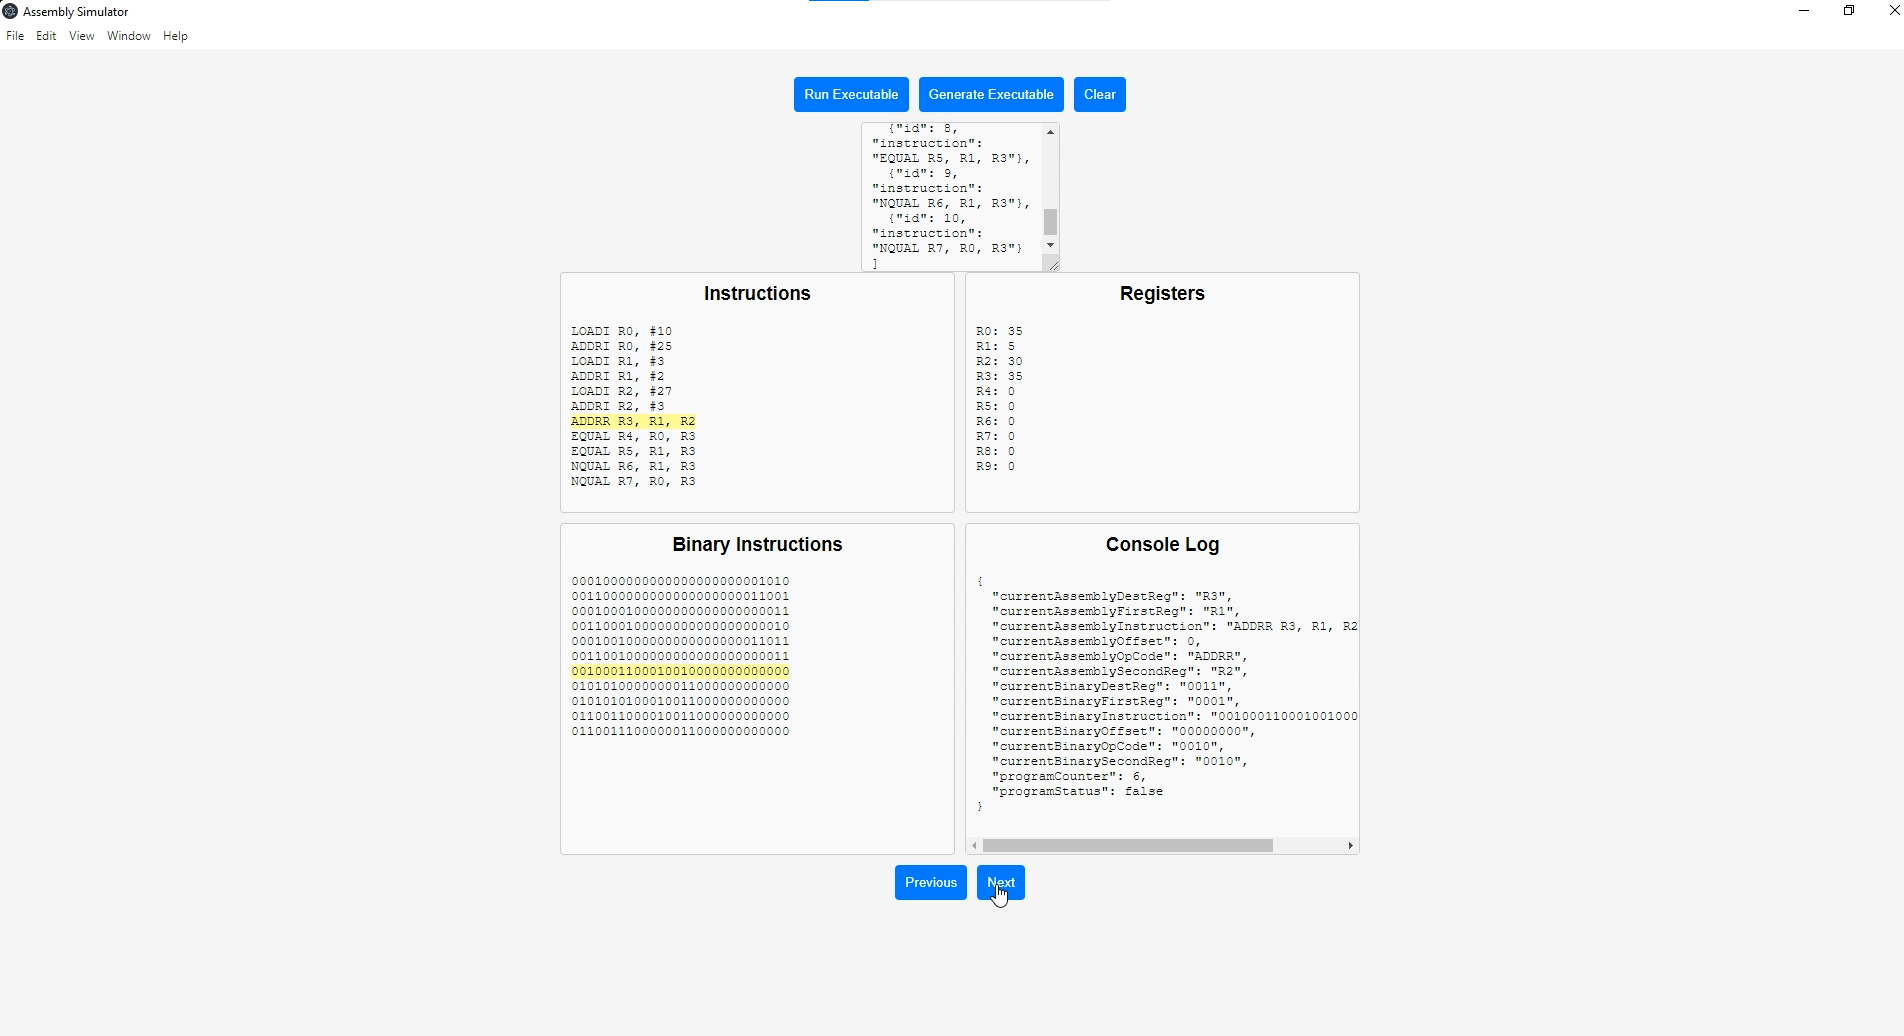 Assembly Simulator
File Edit View Window Help
Run Executable Generate Executable Clear
{"id": 8,
"instruction":
"EQUAL R5, R1, R3"},
{"id": 9,
"instruction":
"NQUAL R6, R1, R3"},
{"id": 10,
"instruction":
"NQUAL R7, R0, R3"}
]
Instructions
LOADI R0, #10
ADDRI R0, #25
LOADI R1, #3
ADDRI R1, #2
LOADI R2, #27
ADDRI R2, #3
ADDRR R3, R1, R2
EQUAL R4, R0, R3
EQUAL R5, R1, R3
NQUAL R6, R1, R3
NQUAL R7, R0, R3
Registers
R0: 35
R1: 5
R2: 30
R3: 35
R4: 0
R5: 0
R6: 0
R7: 0
R8: 0
R9: 0
Binary Instructions
0001000000000000000000001010
0011000000000000000000011001
0001000100000000000000000011
0011000100000000000000000010
0001001000000000000000011011
0011001000000000000000000011
0010001100010010000000000000
0101010000000011000000000000
0101010100010011000000000000
0110011000010011000000000000
0110011100000011000000000000
Console Log
{
"currentAssemblyDestReg": "R3",
"currentAssemblyFirstReg": "R1",
"currentAssemblyInstruction": "ADDRR R3, R1, R2
"currentAssemblyOffset": 0,
"currentAssemblyOpCode": "ADDRR",
"currentAssemblySecondReg": "R2",
"currentBinaryDestReg": "0011",
"currentBinaryFirstReg": "0001",
"currentBinaryInstruction": "001000110001001000
"currentBinaryOffset": "00000000",
"currentBinaryOpCode": "0010",
"currentBinarySecondReg": "0010",
"programCounter": 6,
"programStatus": false
}
Previous Next